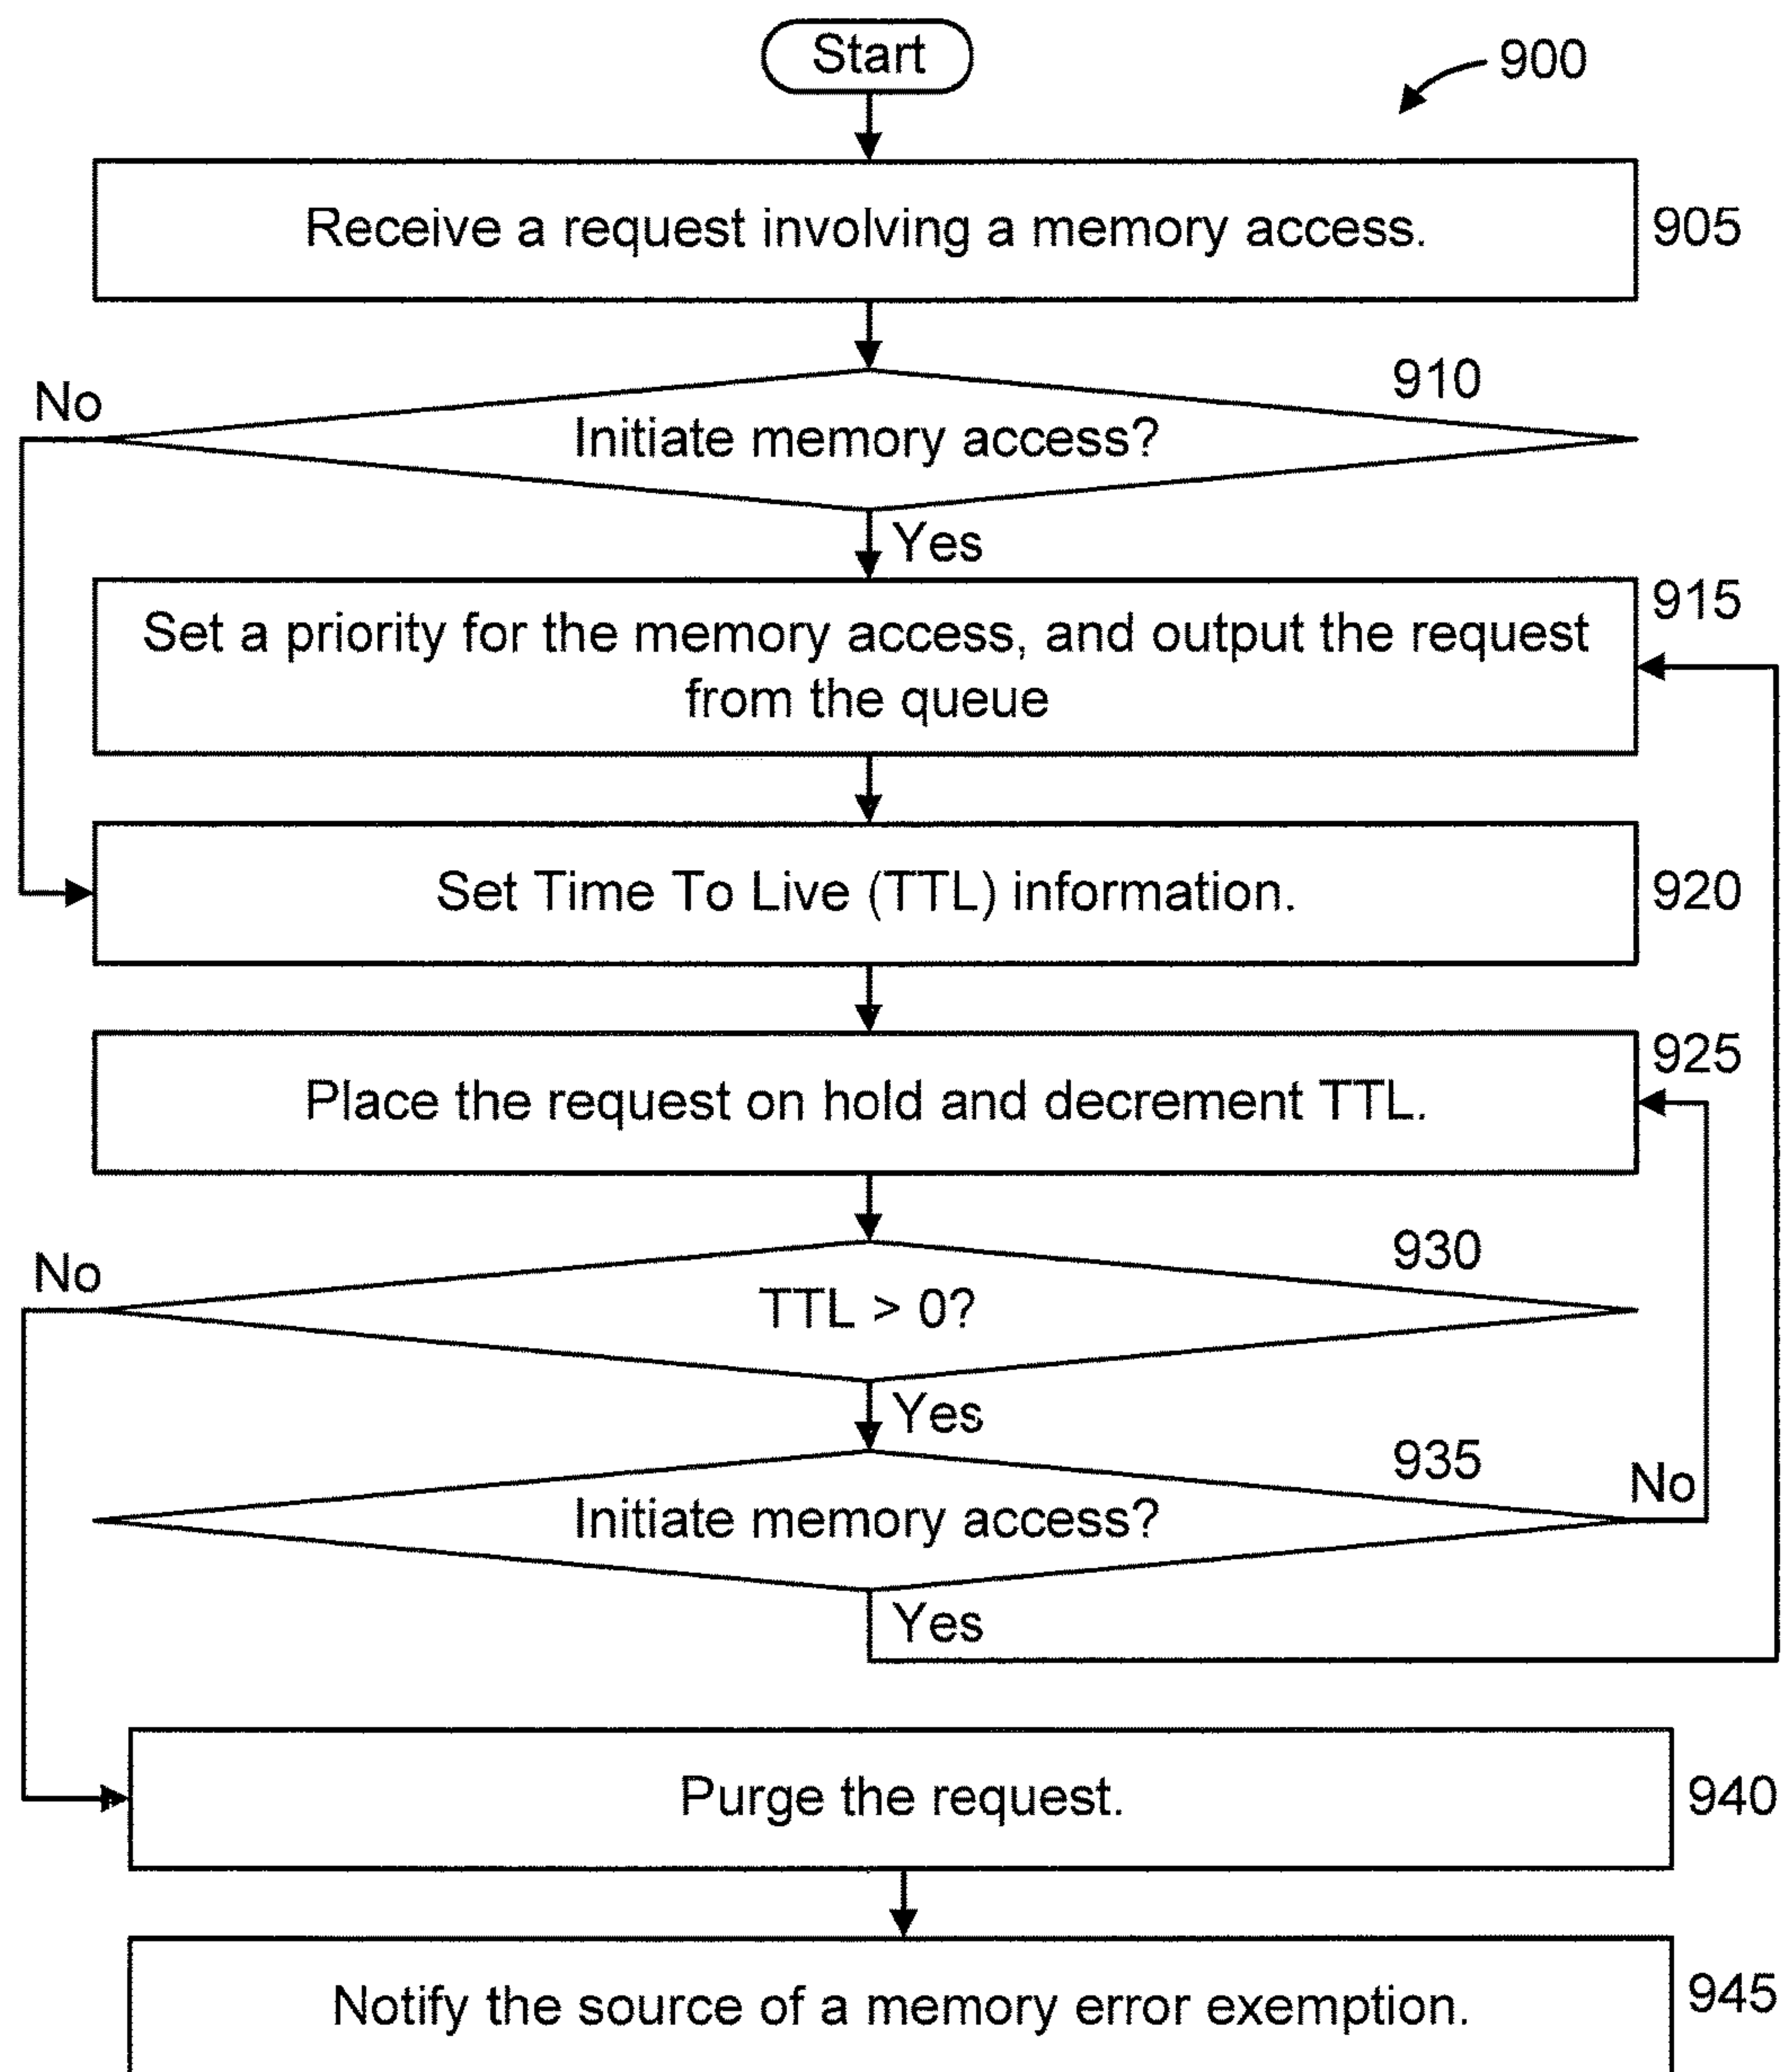 Start
900
Receive a request involving a memory access.
905
910
No
Initiate memory access?
Yes
915
Set a priority for the memory access, and output the request
from the queue
Set Time To Live (TTL) information.
920
925
Place the request on hold and decrement TTL.
930
No
TTL > 0?
Yes
935
No
Initiate memory access?
Yes
Purge the request.
940
945
Notify the source of a memory error exemption.